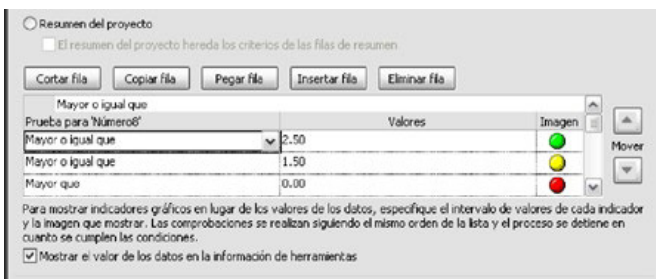 Resumen del proyecto
El resumen del proyecto hereda los criterios de las filas de resumen
Cortar fila Copiar fila Pegar fila Insertar fila Eliminar fila
Mayor o igual que
Prueba para 'Número8' Valores Imagen
Mayor o igual que 2.50
Mover
Mayor o igual que 1.50
Mayor que 0.00
Para mostrar indicadores gráficos en lugar de los valores de los datos, especifique el intervalo de valores de cada indicador
y la imagen que mostrar. Las comprobaciones se realizan siguiendo el mismo orden de la lista y el proceso se detiene en
cuanto se cumplen las condiciones.
Mostrar el valor de los datos en la información de herramientas